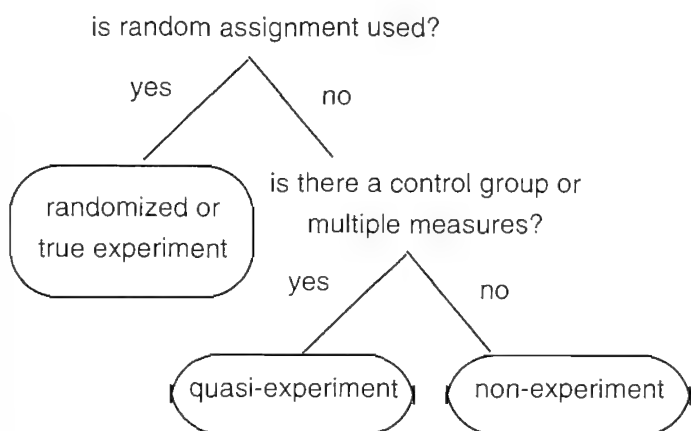 is random assignment used?
yes
no
randomized or
true experiment
is there a control group or
multiple measures?
yes
no
quasi-experiment
non-experiment